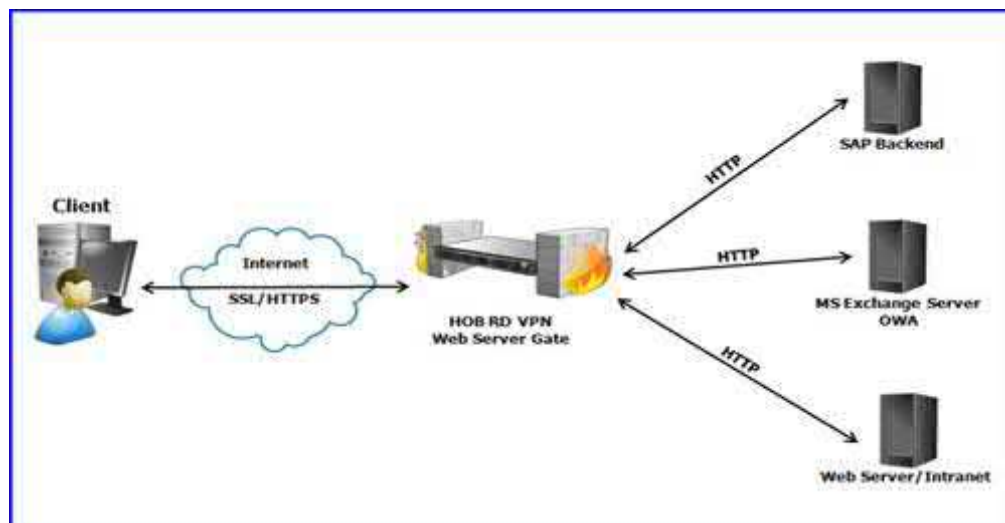 Client
Internet
SSL/HTTPS
HOB RD VPN
Web Server Gate
HTTP
SAP Backend
HTTP
MS Exchange Server
OWA
HTTP
Web Server/Intranet